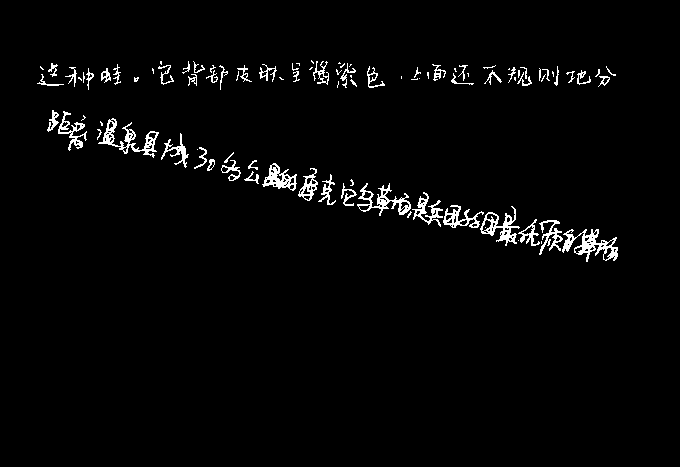 这种蛙。它背部皮肤呈酱紫色，上面还不规则地分
距离温泉县城30多公里的库克它乌草场是兵团88团最优质的草场